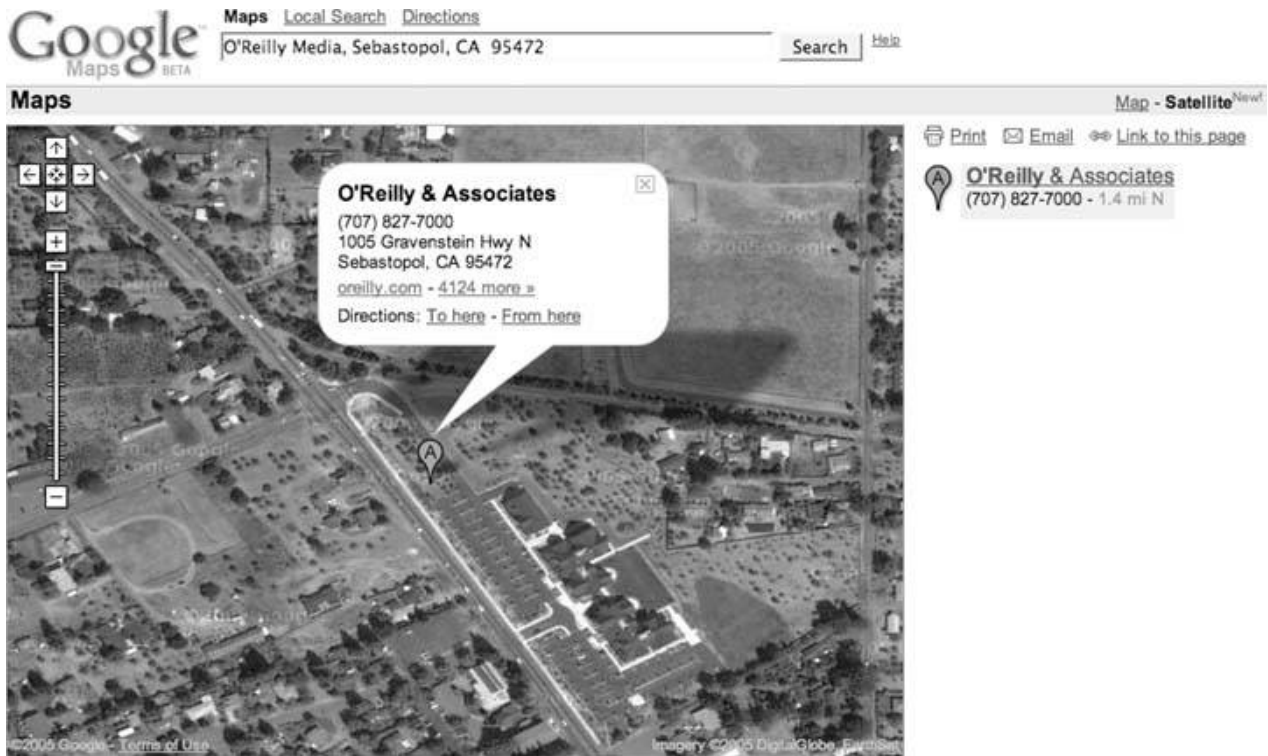 Google
Maps BETA
Maps Local Search Directions
O'Reilly Media, Sebastopol, CA 95472
Search
Help
Maps
Map - Satellite New!
Print Email Link to this page
A
O'Reilly & Associates
(707) 827-7000 - 1.4 mi N
O'Reilly & Associates
(707) 827-7000
1005 Gravenstein Hwy N
Sebastopol, CA 95472
oreilly.com - 4124 more »
Directions: To here - From here
A
©2005 Google
©2005 Google - Terms of Use
Imagery ©2005 DigitalGlobe, EarthSat